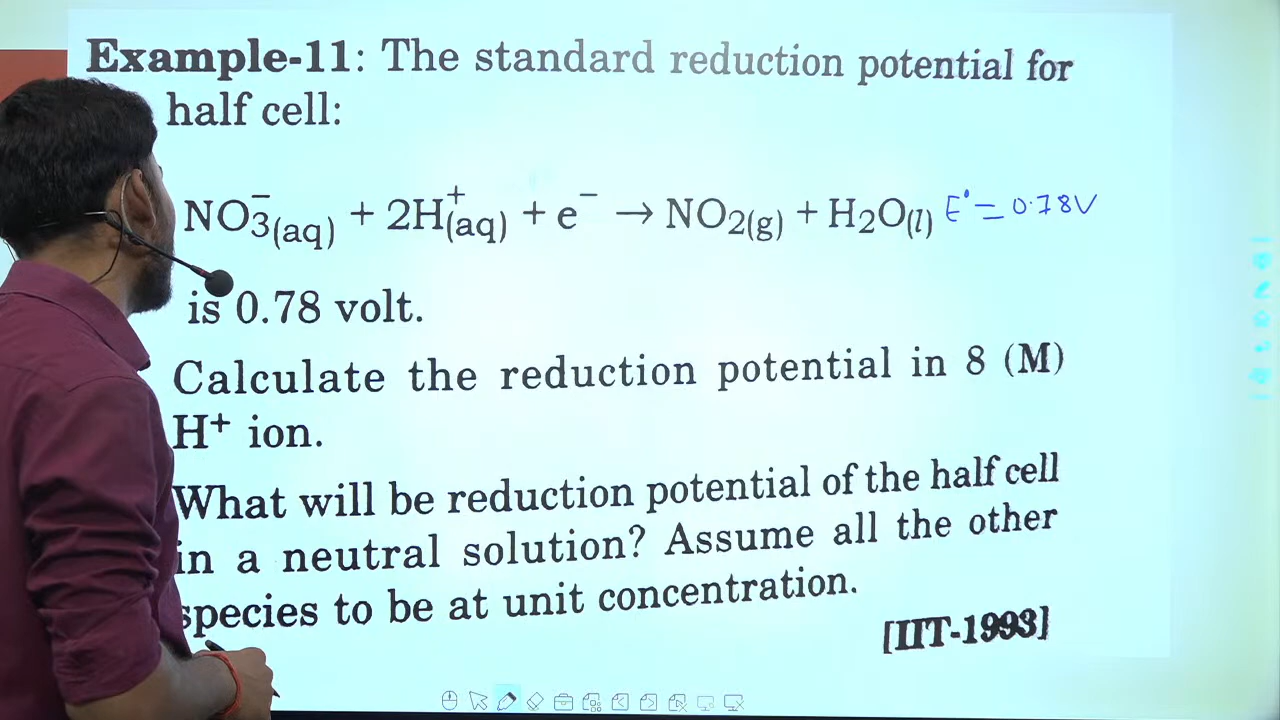 Example-11: The standard reduction potential for
half cell:
NO₃⁻(aq) + 2H⁺(aq) + e⁻ → NO₂(g) + H₂O(l) E° = 0.78V
is 0.78 volt.
Calculate the reduction potential in 8 (M)
H⁺ ion.
What will be reduction potential of the half cell
in a neutral solution? Assume all the other
species to be at unit concentration.
[IIT-1993]